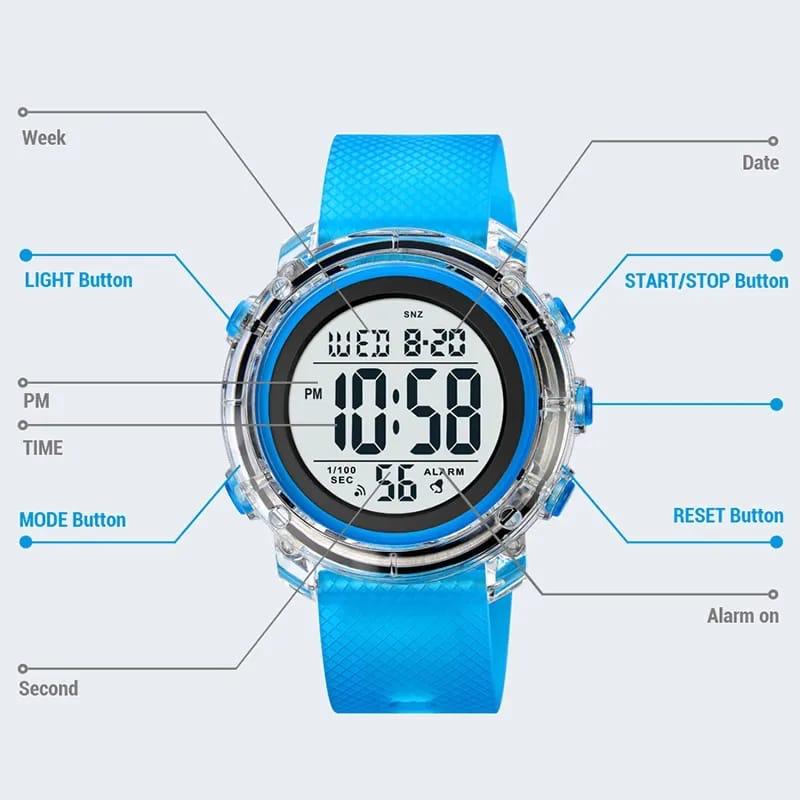 Week
Date
LIGHT Button
START/STOP Button
SNZ
WED 8-20
PM
PM
10:58
TIME
1/100
SEC
56
ALARM
MODE Button
RESET Button
Alarm on
Second